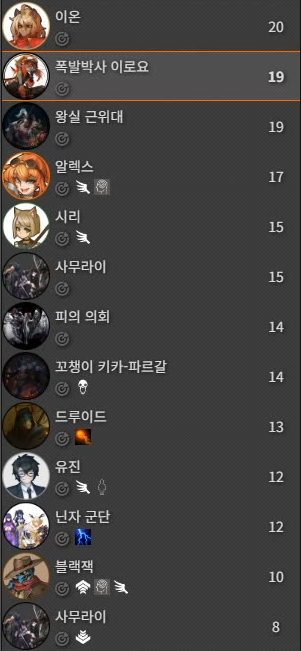 이온
20
폭발박사 이로요
19
왕실 근위대
19
알렉스
17
시리
15
사무라이
15
피의 의회
14
꼬챙이 키카-파르갈
14
드루이드
13
유진
12
닌자 군단
12
블랙잭
10
사무라이
8